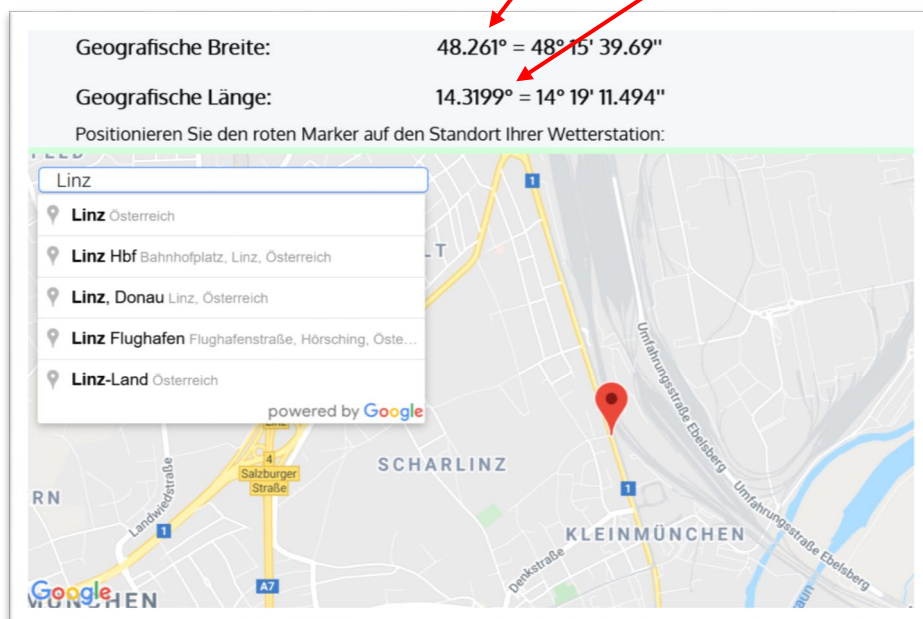 Geografische Breite: 48.261° = 48° 15' 39.69"
Geografische Länge: 14.3199° = 14° 19' 11.494"
Positionieren Sie den roten Marker auf den Standort Ihrer Wetterstation:
Linz
1
Linz Österreich
Linz Hbf Bahnhofplatz, Linz, Österreich
Linz, Donau Linz, Österreich
Linz Flughafen Flughafenstraße, Hörsching, Öste...
Linz-Land Österreich
powered by Google
Umfahrungsstraße Ebelsberg
4
Salzburger
Straße
SCHARLINZ
Landwiedstraße
1
1
KLEINMÜNCHEN
Umfahrungsstraße Ebelsberg
Denkstraße
A7
Google